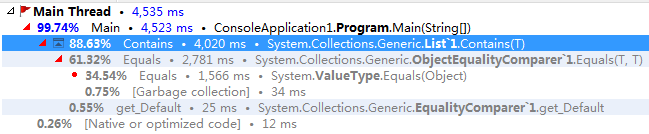 Main Thread • 4,535 ms
99.74% Main • 4,523 ms • ConsoleApplication1.Program.Main(String[])
88.63% Contains • 4,020 ms • System.Collections.Generic.List`1.Contains(T)
61.32% Equals • 2,781 ms • System.Collections.Generic.ObjectEqualityComparer`1.Equals(T, T)
34.54% Equals • 1,566 ms • System.ValueType.Equals(Object)
0.75% [Garbage collection] • 34 ms
0.55% get_Default • 25 ms • System.Collections.Generic.EqualityComparer`1.get_Default
0.26% [Native or optimized code] • 12 ms